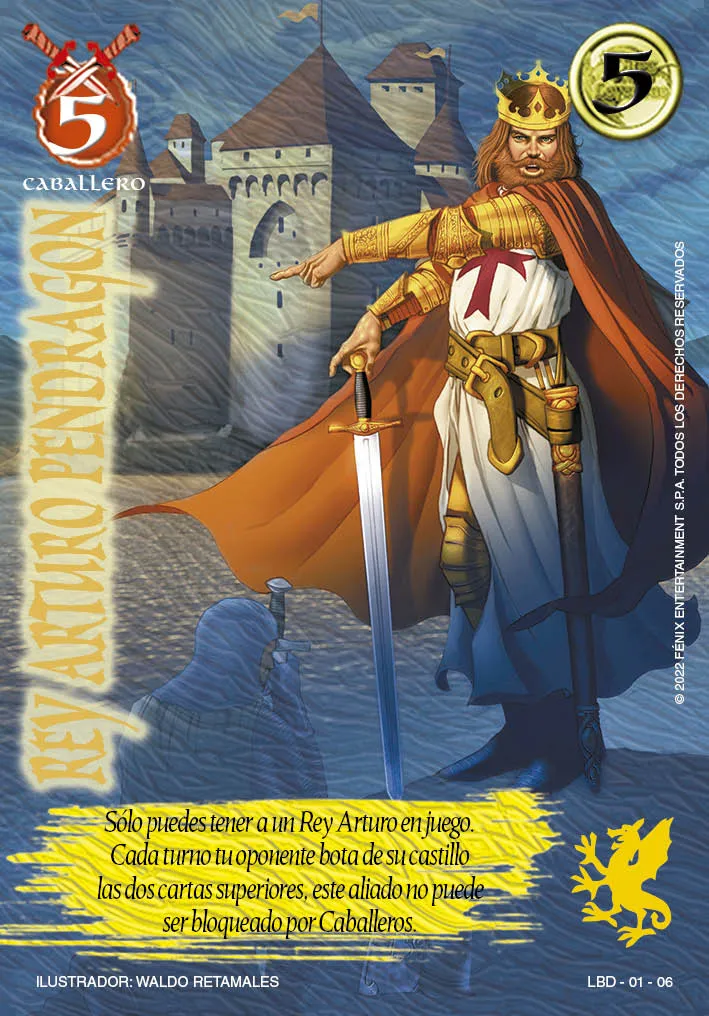 5
CABALLERO
5
REY ARTURO PENDRAGON
© 2022 FÉNIX ENTERTAINMENT S.P.A. TODOS LOS DERECHOS RESERVADOS
Sólo puedes tener a un Rey Arturo en juego.
Cada turno tu oponente bota de su castillo
las dos cartas superiores, este aliado no puede
ser bloqueado por Caballeros.
ILUSTRADOR: WALDO RETAMALES
LBD - 01 - 06